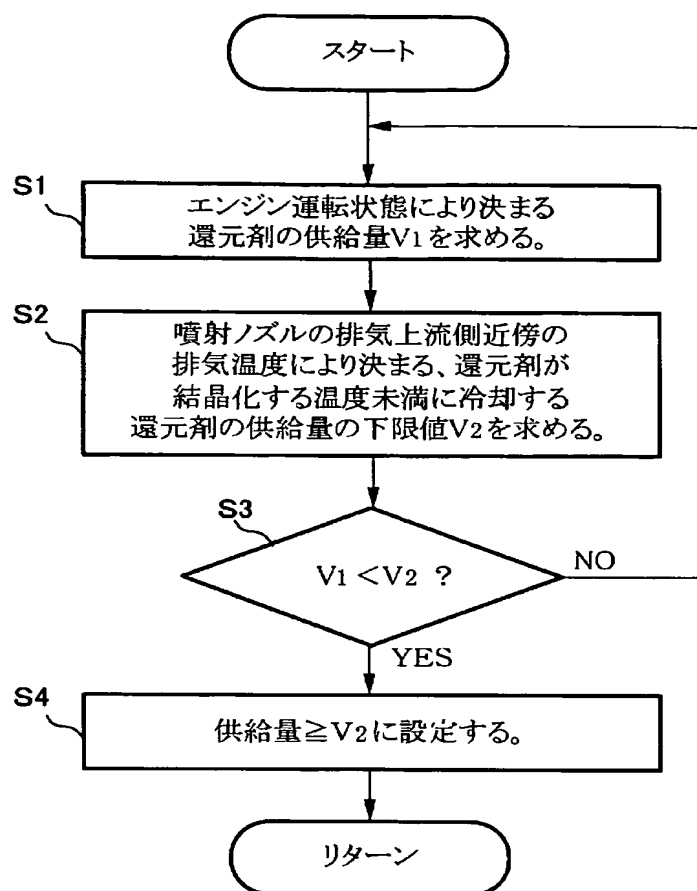 スタート
S1
エンジン運転状態により決まる
還元剤の供給量V1を求める。
S2
噴射ノズルの排気上流側近傍の
排気温度により決まる、還元剤が
結晶化する温度未満に冷却する
還元剤の供給量の下限値V2を求める。
S3
V1<V2 ?
NO
YES
S4
供給量≧V2に設定する。
リターン